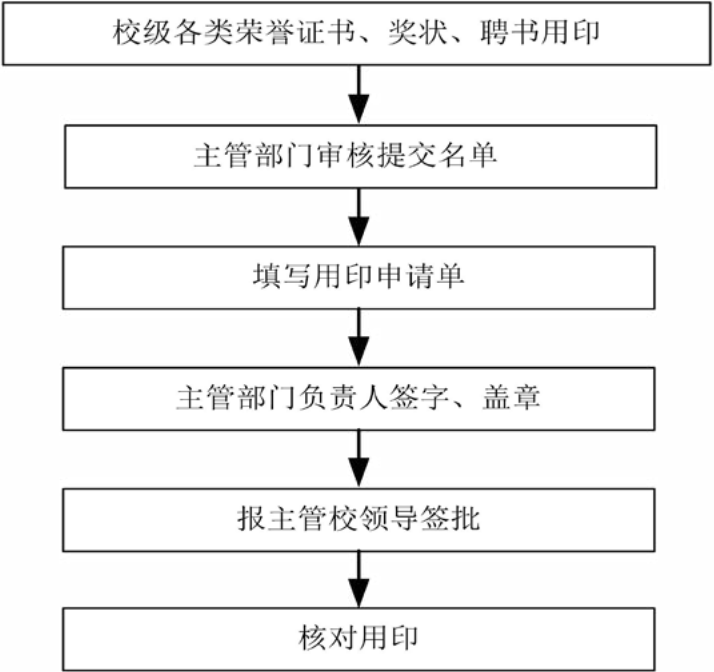 校级各类荣誉证书、奖状、聘书用印
主管部门审核提交名单
填写用印申请单
主管部门负责人签字、盖章
报主管校领导签批
核对用印